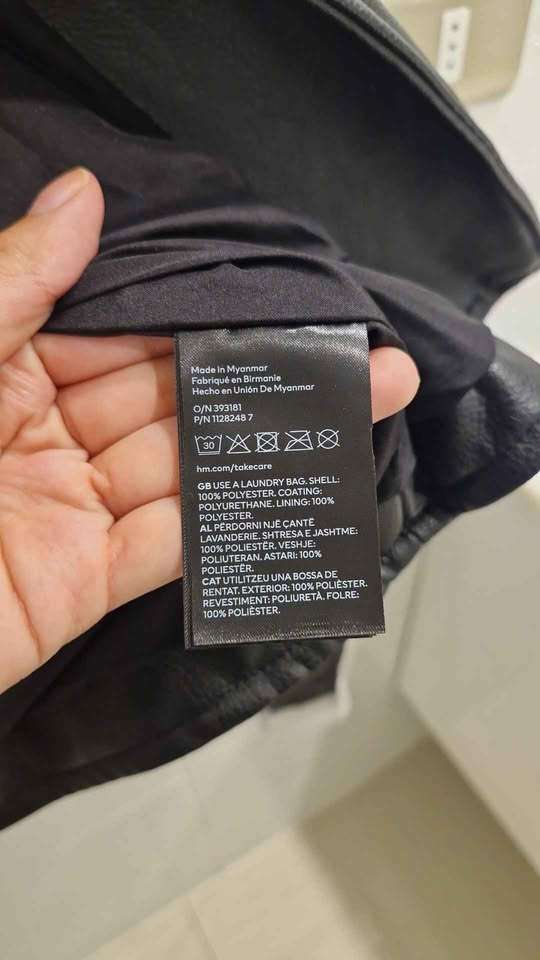 Made in Myanmar
Fabriqué en Birmanie
Hecho en Unión De Myanmar
O/N 393181
P/N 1128248 7
30
hm.com/takecare
GB USE A LAUNDRY BAG. SHELL:
100% POLYESTER. COATING:
POLYURETHANE. LINING: 100%
POLYESTER.
AL PËRDORNI NJË ÇANTË
LAVANDERIE. SHTRESA E JASHTME:
100% POLIESTËR. VESHJE:
POLIUTERAN. ASTARI: 100%
POLIESTËR.
CAT UTILITZEU UNA BOSSA DE
RENTAT. EXTERIOR: 100% POLIÈSTER.
REVESTIMENT: POLIURETÀ. FOLRE:
100% POLIÈSTER.